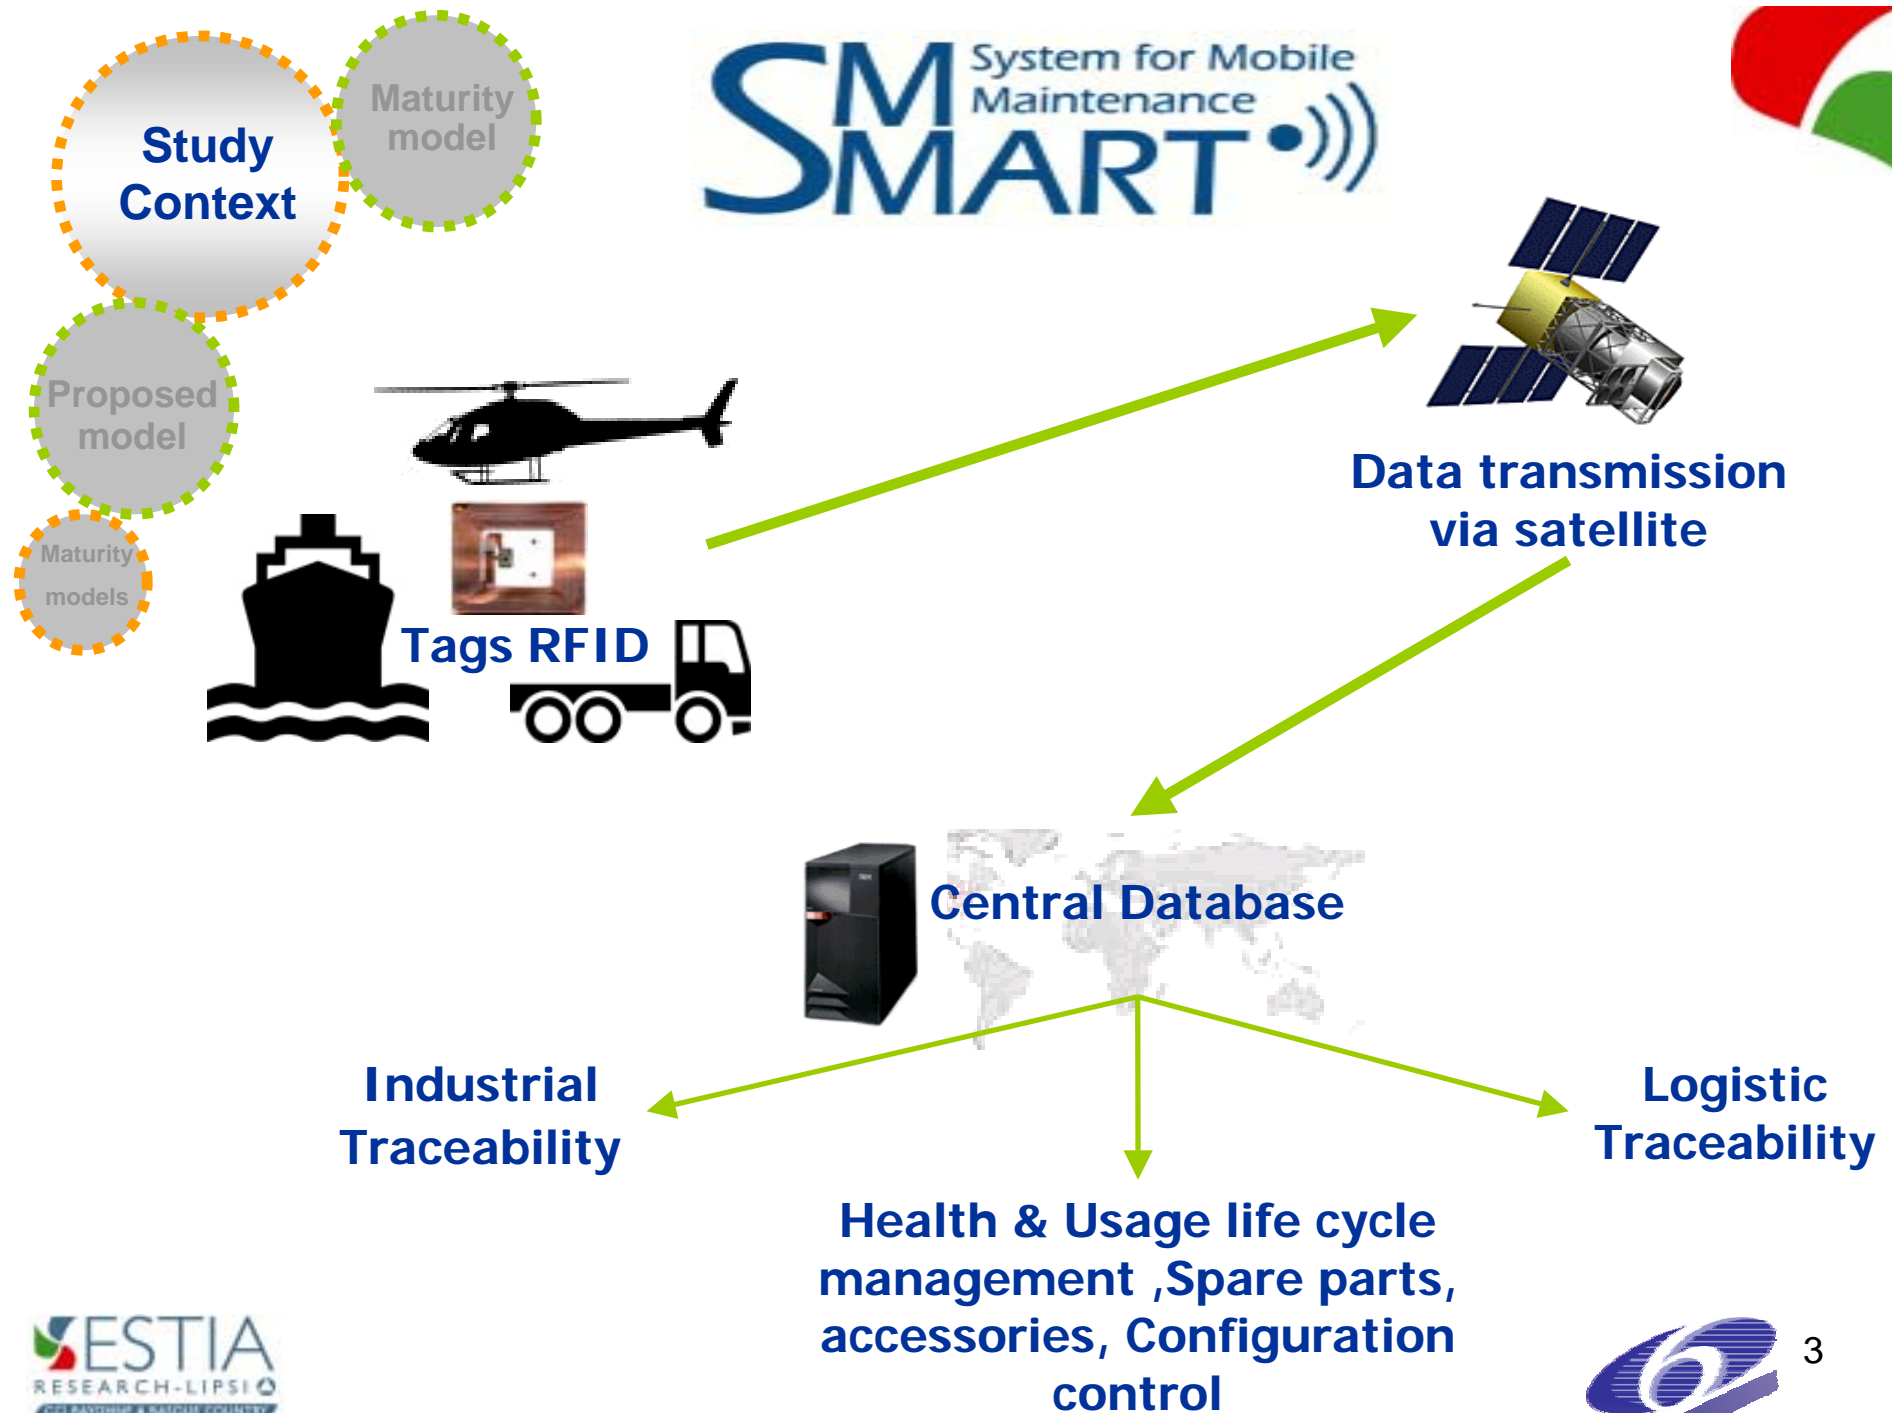 Study
Context
Maturity
model
Proposed
model
Maturity
models
SMMART
System for Mobile
Maintenance
Data transmission
via satellite
Tags RFID
Central Database
Industrial
Traceability
Logistic
Traceability
Health & Usage life cycle
management ,Spare parts,
accessories, Configuration
control
ESTIA
RESEARCH-LIPSI
3